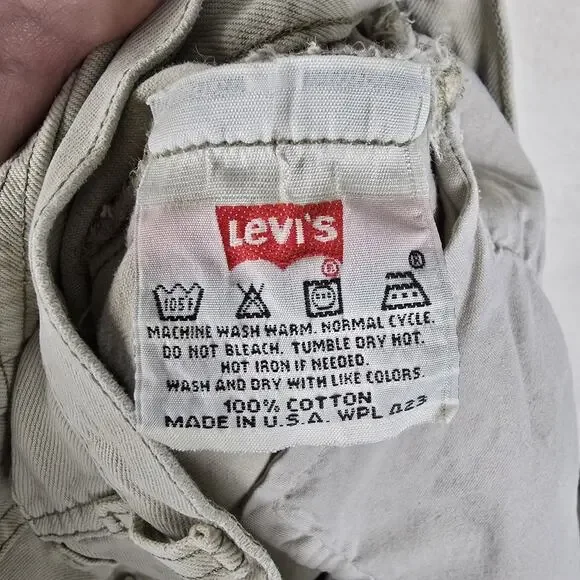 LEVI'S
®
®
105F
MACHINE WASH WARM. NORMAL CYCLE.
DO NOT BLEACH. TUMBLE DRY HOT.
HOT IRON IF NEEDED.
WASH AND DRY WITH LIKE COLORS.
100% COTTON
MADE IN U.S.A. WPL 423